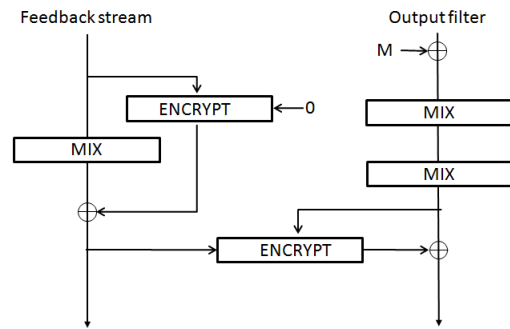 Feedback stream
Output filter
M
ENCRYPT
0
MIX
MIX
MIX
ENCRYPT